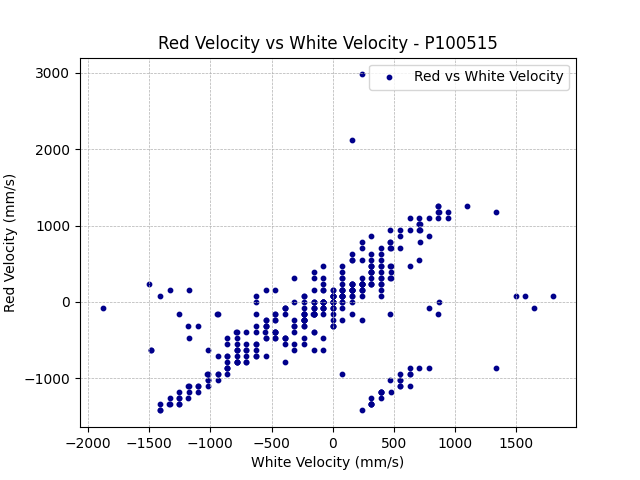 Red Velocity vs White Velocity - P100515
Red vs White Velocity
Red Velocity (mm/s)
3000
2000
1000
0
−1000
−2000 −1500 −1000 −500 0 500 1000 1500
White Velocity (mm/s)